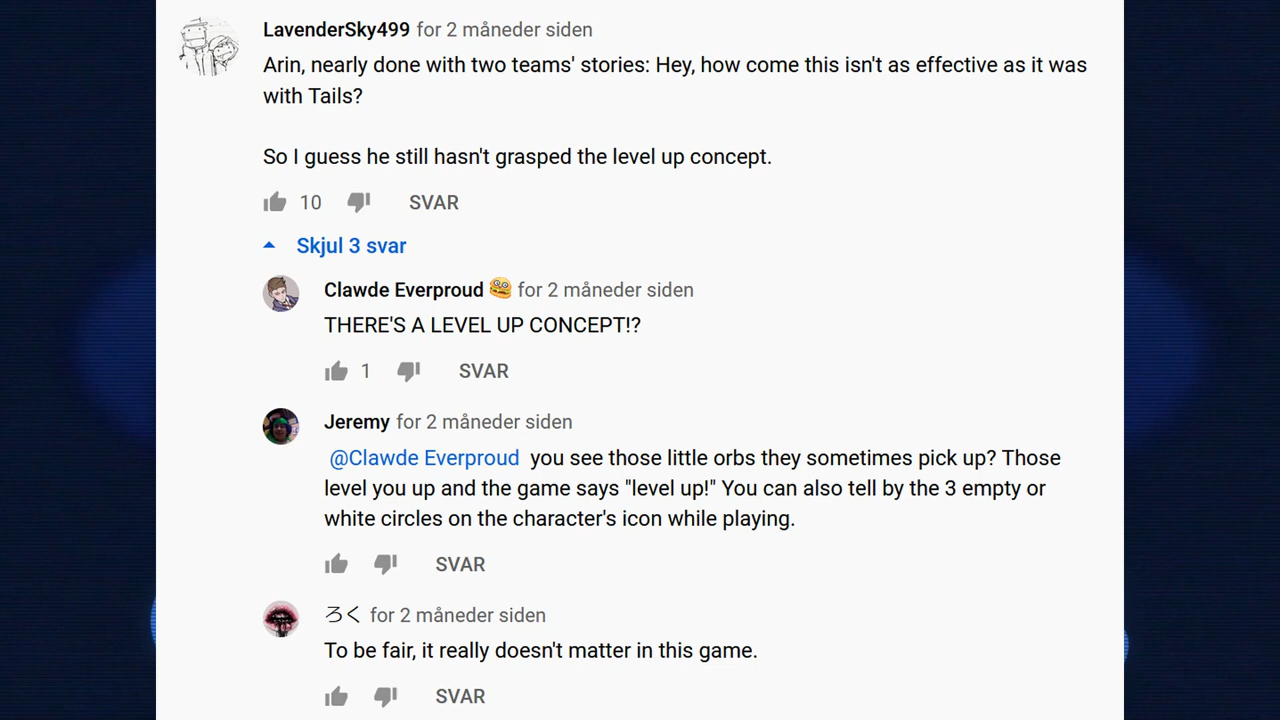 LavenderSky499 for 2 måneder siden
Arin, nearly done with two teams' stories: Hey, how come this isn't as effective as it was
with Tails?
So I guess he still hasn't grasped the level up concept.
10 SVAR
Skjul 3 svar
Clawde Everproud for 2 måneder siden
THERE'S A LEVEL UP CONCEPT!?
1 SVAR
Jeremy for 2 måneder siden
@Clawde Everproud you see those little orbs they sometimes pick up? Those
level you up and the game says "level up!" You can also tell by the 3 empty or
white circles on the character's icon while playing.
SVAR
ろく for 2 måneder siden
To be fair, it really doesn't matter in this game.
SVAR